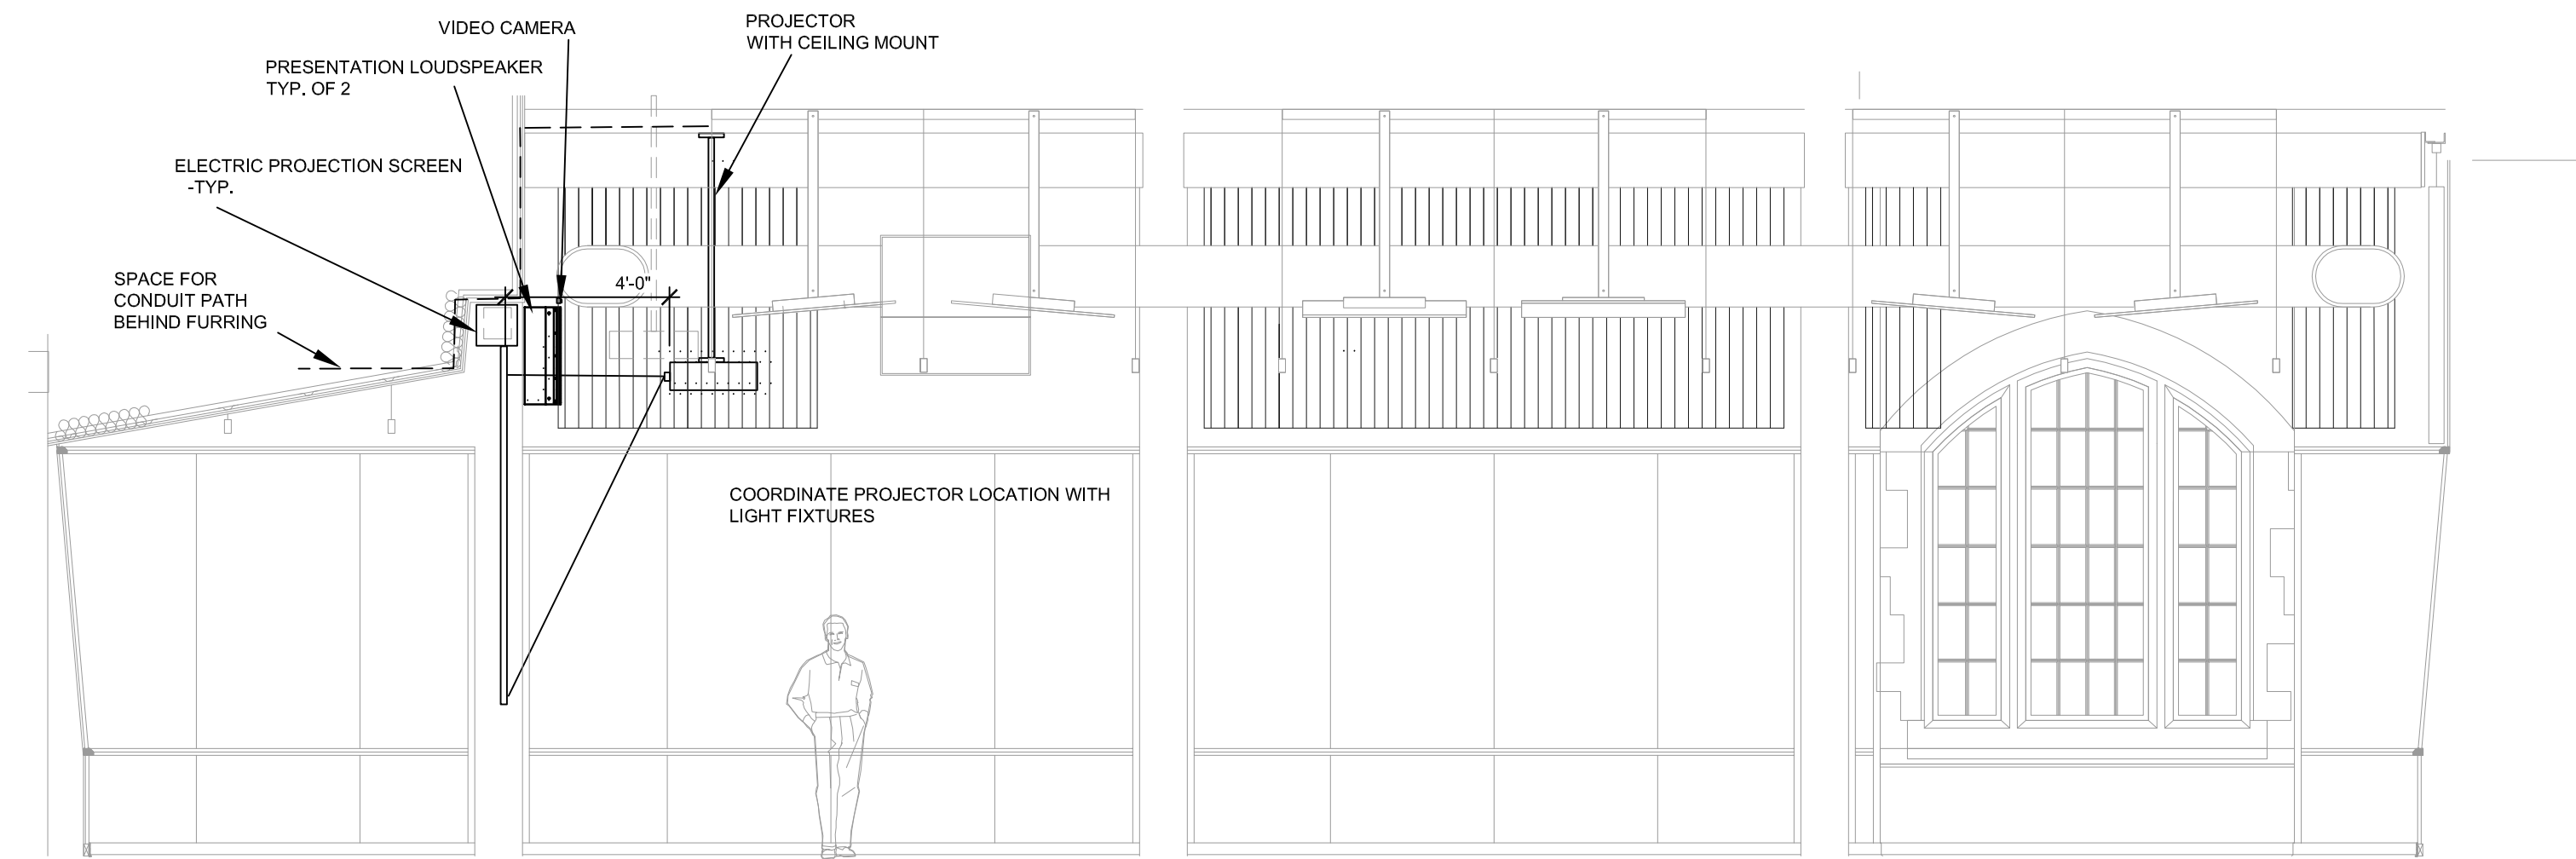 VIDEO CAMERA
PROJECTOR
WITH CEILING MOUNT
PRESENTATION LOUDSPEAKER
TYP. OF 2
ELECTRIC PROJECTION SCREEN
-TYP.
SPACE FOR
CONDUIT PATH
BEHIND FURRING
4'-0"
COORDINATE PROJECTOR LOCATION WITH
LIGHT FIXTURES